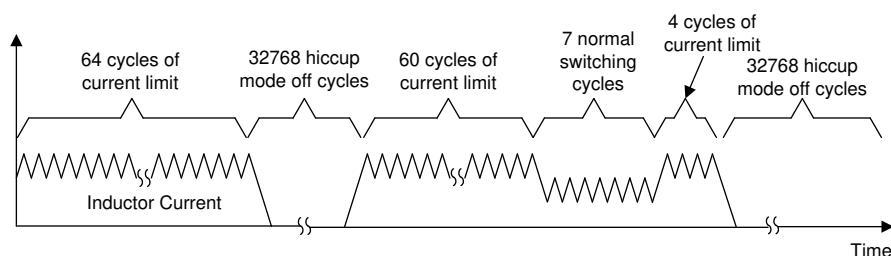 64 cycles of
current limit
32768 hiccup
mode off cycles
60 cycles of
current limit
7 normal
switching
cycles
4 cycles of
current limit
32768 hiccup
mode off cycles
Inductor Current
Time